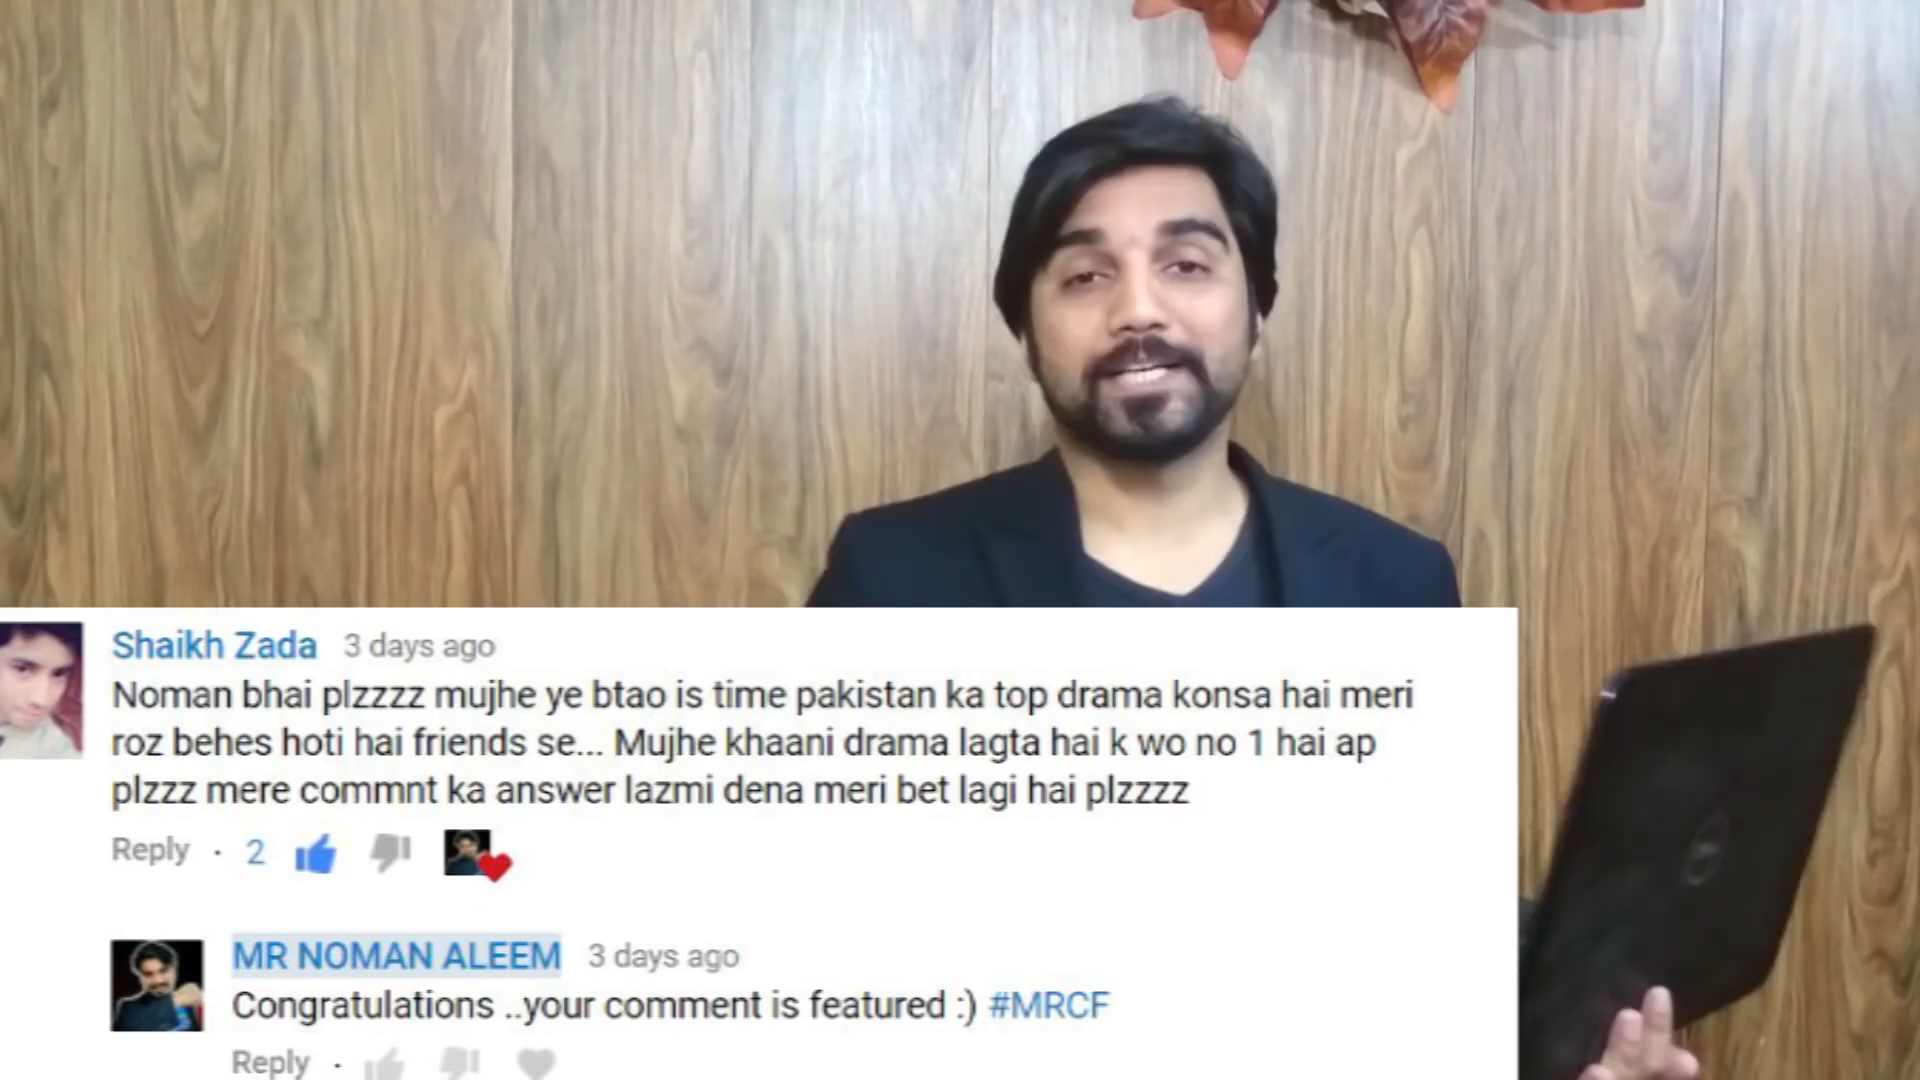 Shaikh Zada 3 days ago
Noman bhai plzzzz mujhe ye btao is time pakistan ka top drama konsa hai meri
roz behes hoti hai friends se... Mujhe khaani drama lagta hai k wo no 1 hai ap
plzzz mere commnt ka answer lazmi dena meri bet lagi hai plzzzz
Reply · 2
MR NOMAN ALEEM 3 days ago
Congratulations ..your comment is featured :) #MRCF
Reply ·